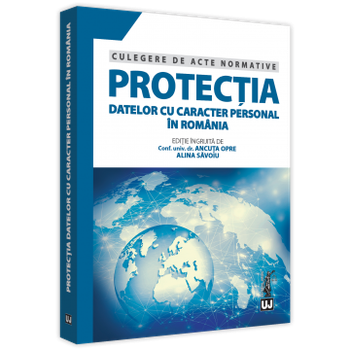 CULEGERE DE ACTE NORMATIVE
PROTECȚIA
DATELOR CU CARACTER PERSONAL
ÎN ROMÂNIA
EDIȚIE ÎNGRIJITĂ DE
Conf. univ. dr. ANCUȚA OPRE
ALINA SĂVOIU
UJ
PROTECȚIA DATELOR CU CARACTER PERSONAL ÎN ROMÂNIA
UJ